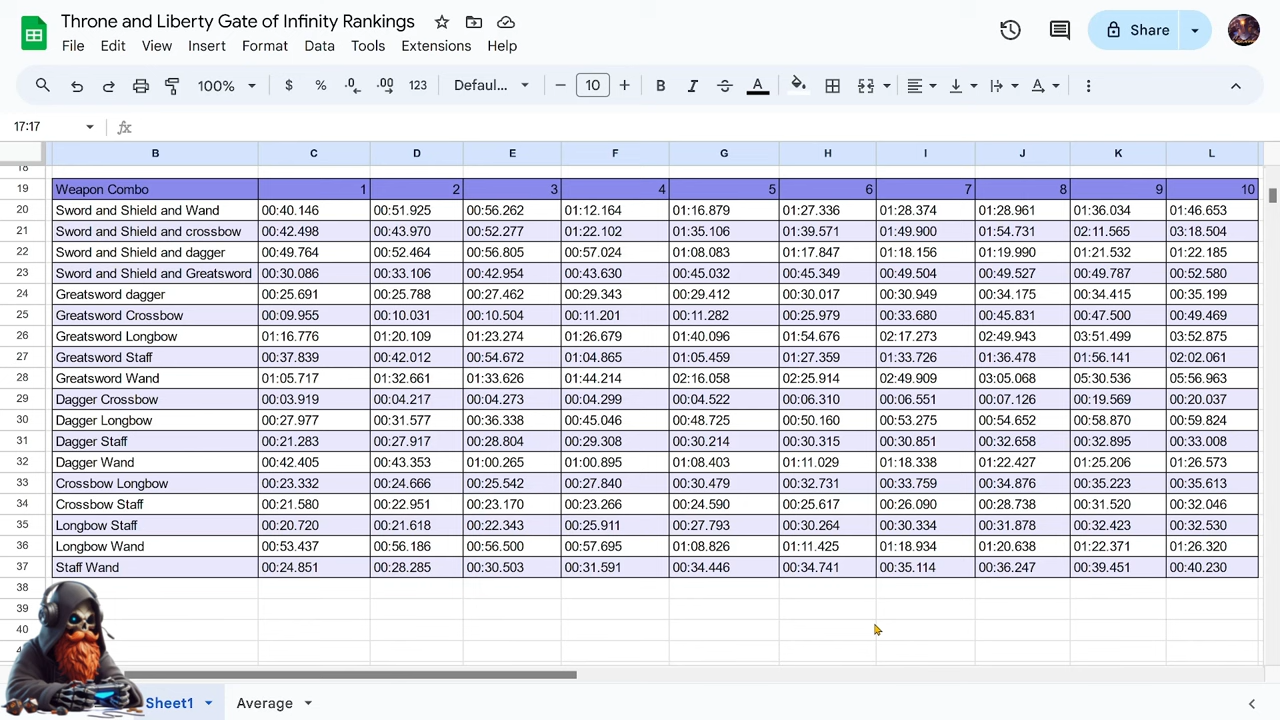 Throne and Liberty Gate of Infinity Rankings
File Edit View Insert Format Data Tools Extensions Help
Share
100% $ % .0 .00 123 Defaul... − 10 + B I S A
17:17 fx
B C D E F G H I J K L
18
19 Weapon Combo 1 2 3 4 5 6 7 8 9 10
20 Sword and Shield and Wand 00:40.146 00:51.925 00:56.262 01:12.164 01:16.879 01:27.336 01:28.374 01:28.961 01:36.034 01:46.653
21 Sword and Shield and crossbow 00:42.498 00:43.970 00:52.277 01:22.102 01:35.106 01:39.571 01:49.900 01:54.731 02:11.565 03:18.504
22 Sword and Shield and dagger 00:49.764 00:52.464 00:56.805 00:57.024 01:08.083 01:17.847 01:18.156 01:19.990 01:21.532 01:22.185
23 Sword and Shield and Greatsword 00:30.086 00:33.106 00:42.954 00:43.630 00:45.032 00:45.349 00:49.504 00:49.527 00:49.787 00:52.580
24 Greatsword dagger 00:25.691 00:25.788 00:27.462 00:29.343 00:29.412 00:30.017 00:30.949 00:34.175 00:34.415 00:35.199
25 Greatsword Crossbow 00:09.955 00:10.031 00:10.504 00:11.201 00:11.282 00:25.979 00:33.680 00:45.831 00:47.500 00:49.469
26 Greatsword Longbow 01:16.776 01:20.109 01:23.274 01:26.679 01:40.096 01:54.676 02:17.273 02:49.943 03:51.499 03:52.875
27 Greatsword Staff 00:37.839 00:42.012 00:54.672 01:04.865 01:05.459 01:27.359 01:33.726 01:36.478 01:56.141 02:02.061
28 Greatsword Wand 01:05.717 01:32.661 01:33.626 01:44.214 02:16.058 02:25.914 02:49.909 03:05.068 05:30.536 05:56.963
29 Dagger Crossbow 00:03.919 00:04.217 00:04.273 00:04.299 00:04.522 00:06.310 00:06.551 00:07.126 00:19.569 00:20.037
30 Dagger Longbow 00:27.977 00:31.577 00:36.338 00:45.046 00:48.725 00:50.160 00:53.275 00:54.652 00:58.870 00:59.824
31 Dagger Staff 00:21.283 00:27.917 00:28.804 00:29.308 00:30.214 00:30.315 00:30.851 00:32.658 00:32.895 00:33.008
32 Dagger Wand 00:42.405 00:43.353 01:00.265 01:00.895 01:08.403 01:11.029 01:18.338 01:22.427 01:25.206 01:26.573
33 Crossbow Longbow 00:23.332 00:24.666 00:25.542 00:27.840 00:30.479 00:32.731 00:33.759 00:34.876 00:35.223 00:35.613
34 Crossbow Staff 00:21.580 00:22.951 00:23.170 00:23.266 00:24.590 00:25.617 00:26.090 00:28.738 00:31.520 00:32.046
35 Longbow Staff 00:20.720 00:21.618 00:22.343 00:25.911 00:27.793 00:30.264 00:30.334 00:31.878 00:32.423 00:32.530
36 Longbow Wand 00:53.437 00:56.186 00:56.500 00:57.695 01:08.826 01:11.425 01:18.934 01:20.638 01:22.371 01:26.320
37 Staff Wand 00:24.851 00:28.285 00:30.503 00:31.591 00:34.446 00:34.741 00:35.114 00:36.247 00:39.451 00:40.230
38
39
40
Sheet1 Average